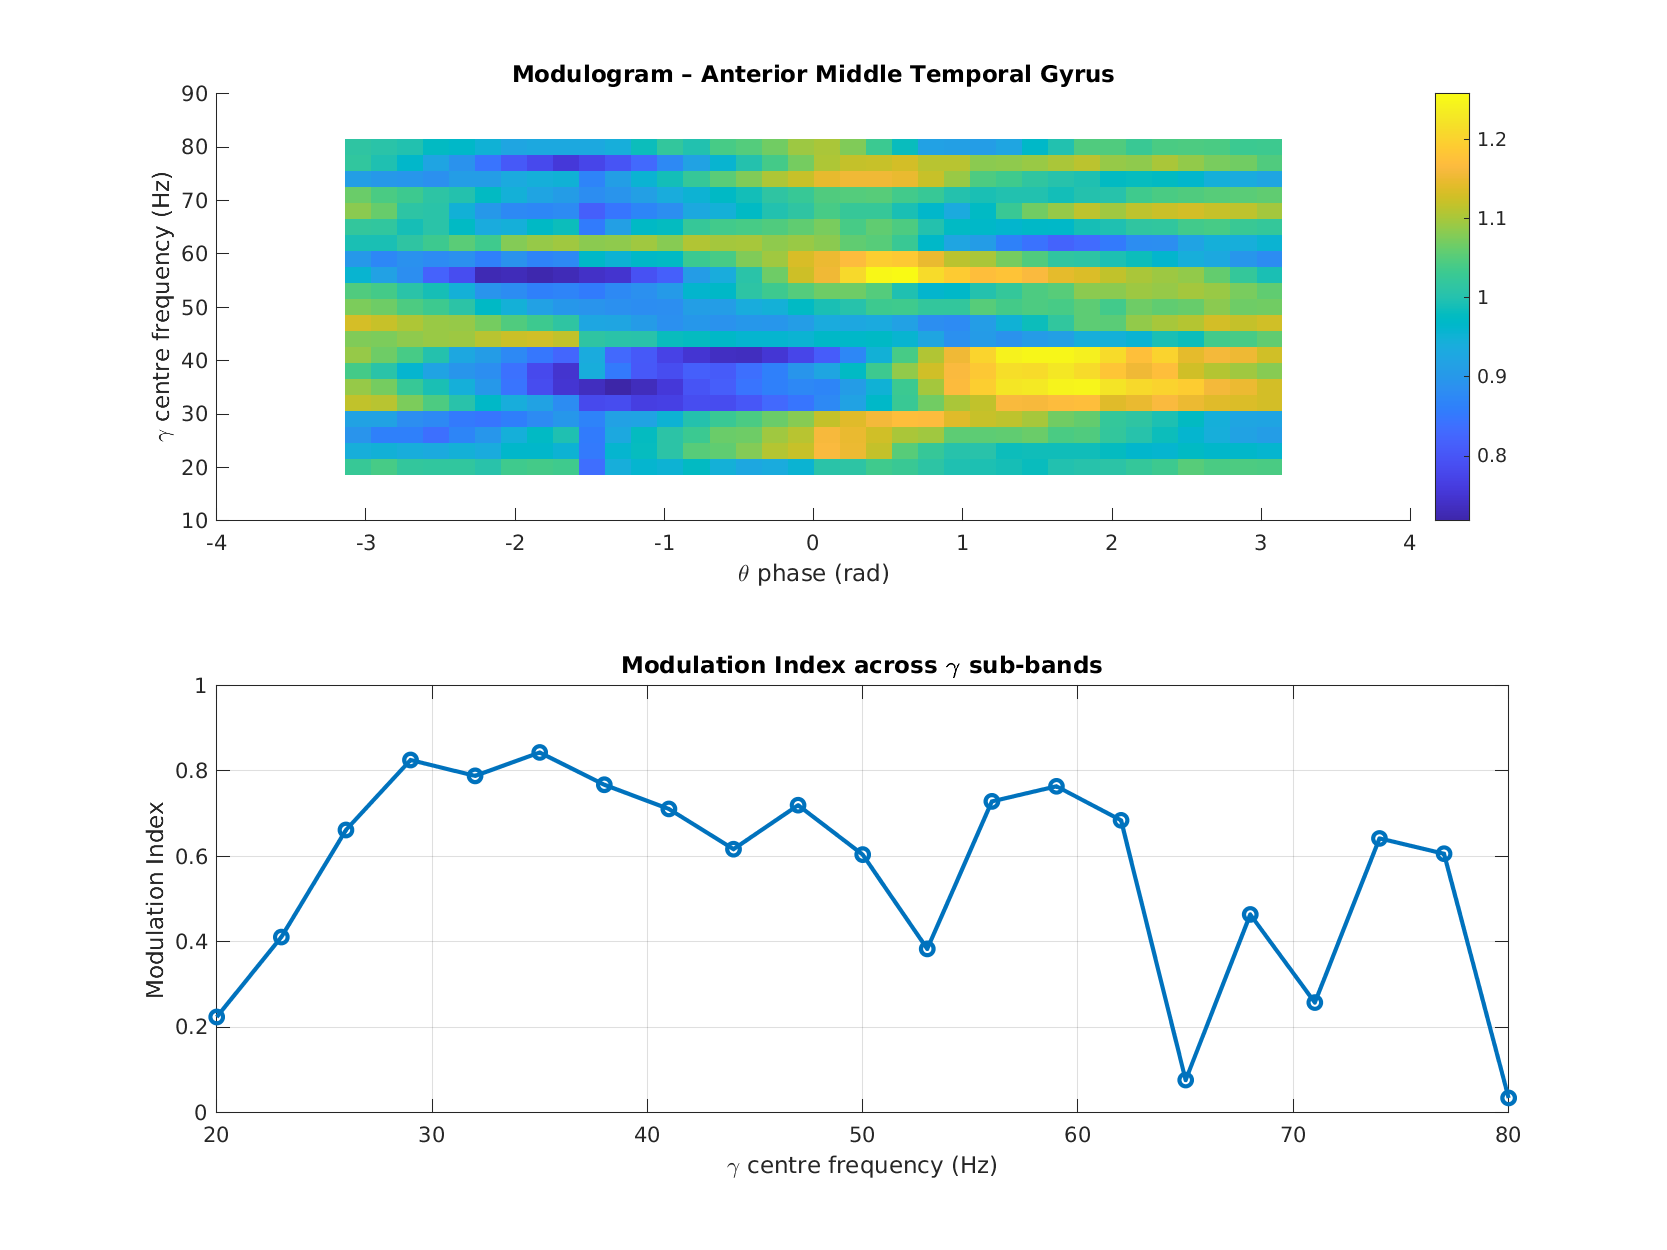 Modulogram – Anterior Middle Temporal Gyrus
γ centre frequency (Hz)
90
80
70
60
50
40
30
20
10
-4 -3 -2 -1 0 1 2 3 4
θ phase (rad)
1.2
1.1
1
0.9
0.8
Modulation Index across γ sub-bands
Modulation Index
1
0.8
0.6
0.4
0.2
0
20 30 40 50 60 70 80
γ centre frequency (Hz)